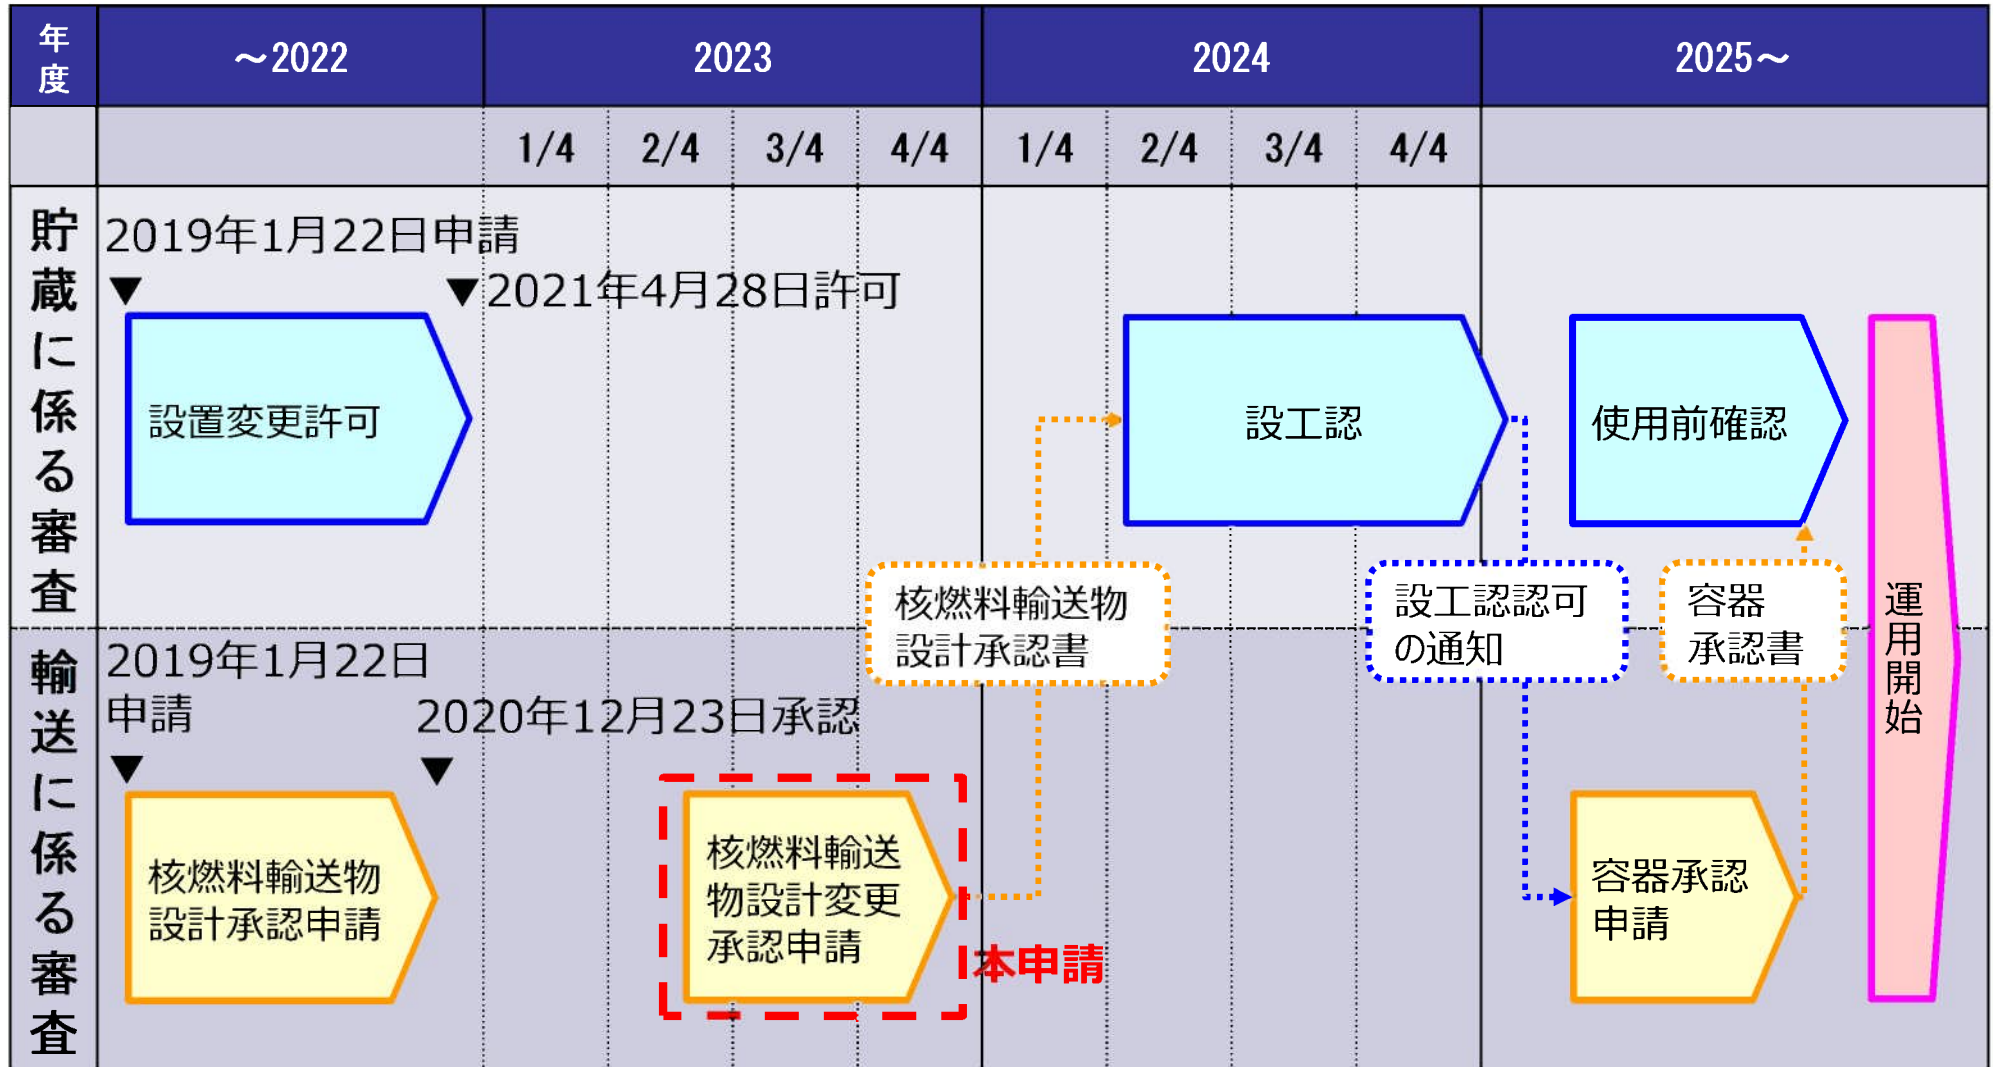 年度
～2022
2023
2024
2025～
1/4
2/4
3/4
4/4
1/4
2/4
3/4
4/4
貯蔵に係る審査
2019年1月22日申請
2021年4月28日許可
設置変更許可
設工認
使用前確認
核燃料輸送物
設計承認書
設工認認可
の通知
容器
承認書
運用開始
輸送に係る審査
2019年1月22日
申請
2020年12月23日承認
核燃料輸送物
設計承認申請
核燃料輸送
物設計変更
承認申請
本申請
容器承認
申請